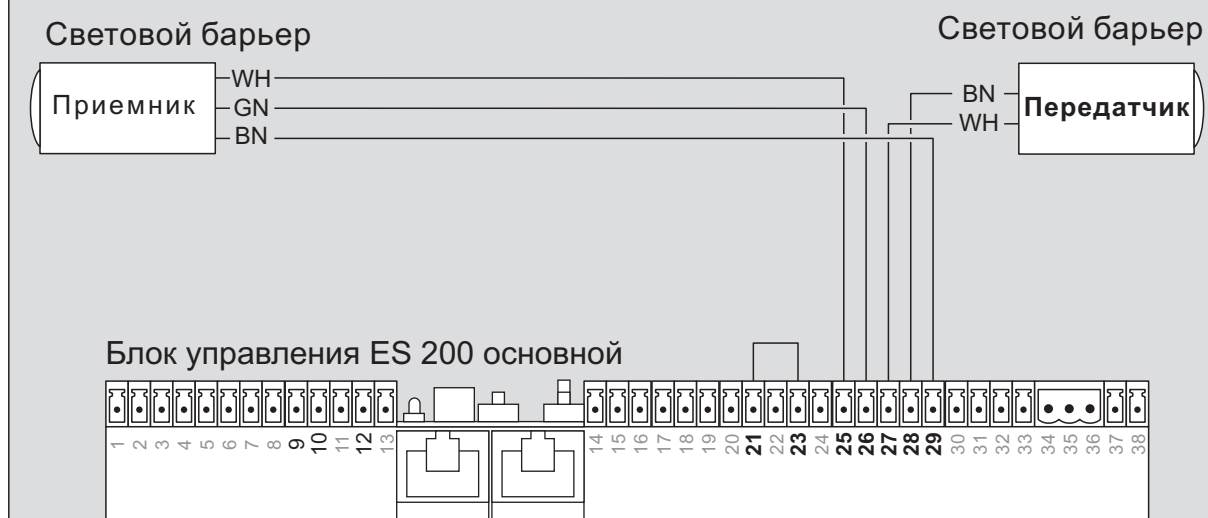 Световой барьер
Световой барьер
Приемник
WH
GN
BN
BN
WH
Передатчик
Блок управления ES 200 основной
1 2 3 4 5 6 7 8 9 10 11 12 13 14 15 16 17 18 19 20 21 22 23 24 25 26 27 28 29 30 31 32 33 34 35 36 37 38